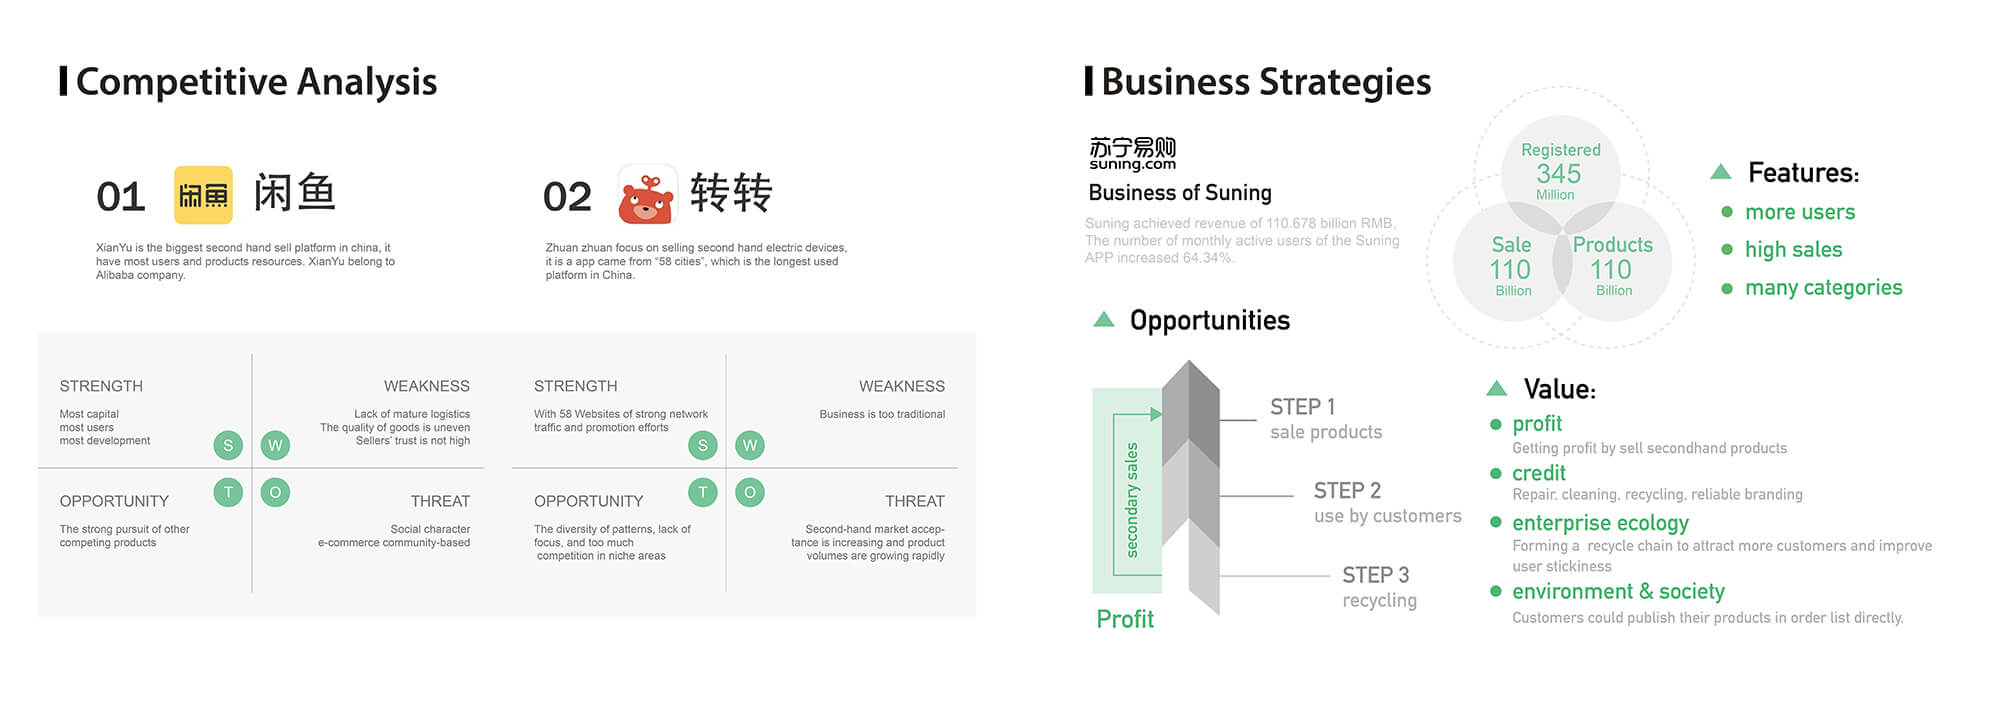 Competitive Analysis
01
闲鱼
闲鱼
XianYu is the biggest second hand sell platform in china, it
have most users and products resources. XianYu belong to
Alibaba company.
02
转转
Zhuan zhuan focus on selling second hand electric devices,
it is a app came from “58 cities”, which is the longest used
platform in China.
STRENGTH
Most capital
most users
most development
WEAKNESS
Lack of mature logistics
The quality of goods is uneven
Sellers’ trust is not high
S
W
T
O
OPPORTUNITY
The strong pursuit of other
competing products
THREAT
Social character
e-commerce community-based
STRENGTH
With 58 Websites of strong network
traffic and promotion efforts
WEAKNESS
Business is too traditional
S
W
T
O
OPPORTUNITY
The diversity of patterns, lack of
focus, and too much
competition in niche areas
THREAT
Second-hand market accep-
tance is increasing and product
volumes are growing rapidly
Business Strategies
苏宁易购
suning.com
Business of Suning
Suning achieved revenue of 110.678 billion RMB,
The number of monthly active users of the Suning
APP increased 64.34%.
Registered
345
Million
Sale
110
Billion
Products
110
Billion
Features:
more users
high sales
many categories
Opportunities
secondary sales
Profit
STEP 1
sale products
STEP 2
use by customers
STEP 3
recycling
Value:
profit
Getting profit by sell secondhand products
credit
Repair, cleaning, recycling, reliable branding
enterprise ecology
Forming a recycle chain to attract more customers and improve
user stickiness
environment & society
Customers could publish their products in order list directly.